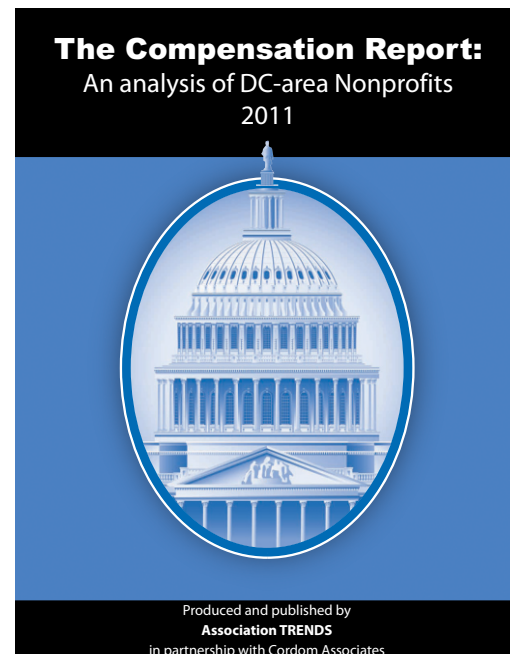 The Compensation Report:
An analysis of DC-area Nonprofits
2011
Produced and published by
Association TRENDS
in partnership with Cordom Associates